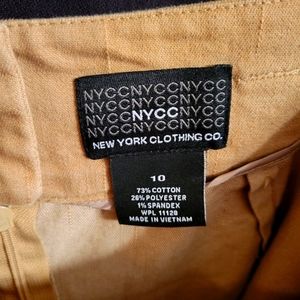 NYCCNYCCNYCC
NYCCNYCCNYCC
NYCCNYCCNYCC
NYCCNYCCNYCC
NEW YORK CLOTHING CO.
10
73% COTTON
26% POLYESTER
1% SPANDEX
WPL 11128
MADE IN VIETNAM